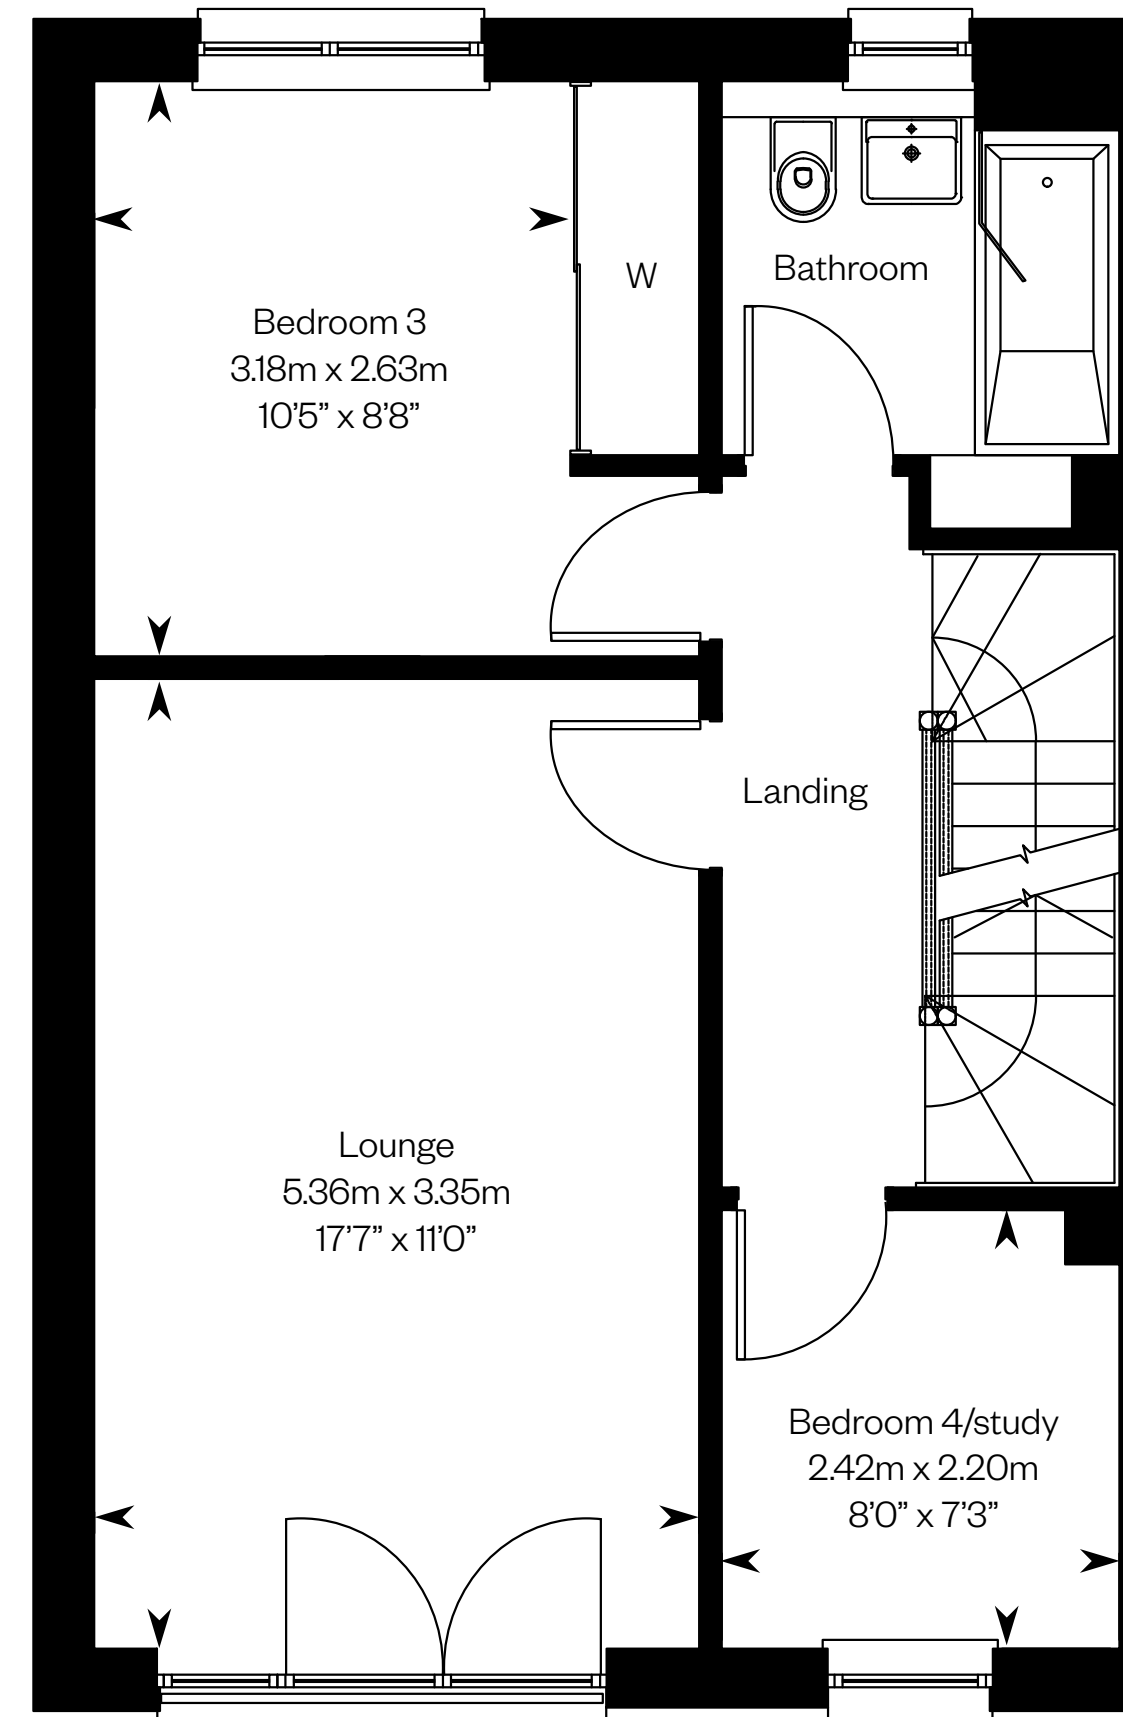 Bedroom 3
3.18m x 2.63m
10’5” x 8’8”
W
Bathroom
Landing
Lounge
5.36m x 3.35m
17’7” x 11’0”
Bedroom 4/study
2.42m x 2.20m
8’0” x 7’3”